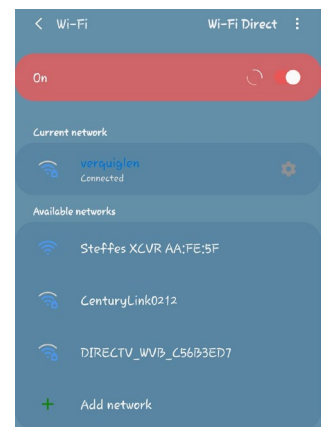 Wi-Fi Wi-Fi Direct
On
Current network
verquiglen
Connected
Available networks
Steffes XCVR AA:FE:5F
CenturyLink0212
DIRECTV_WVB_C56B3ED7
Add network